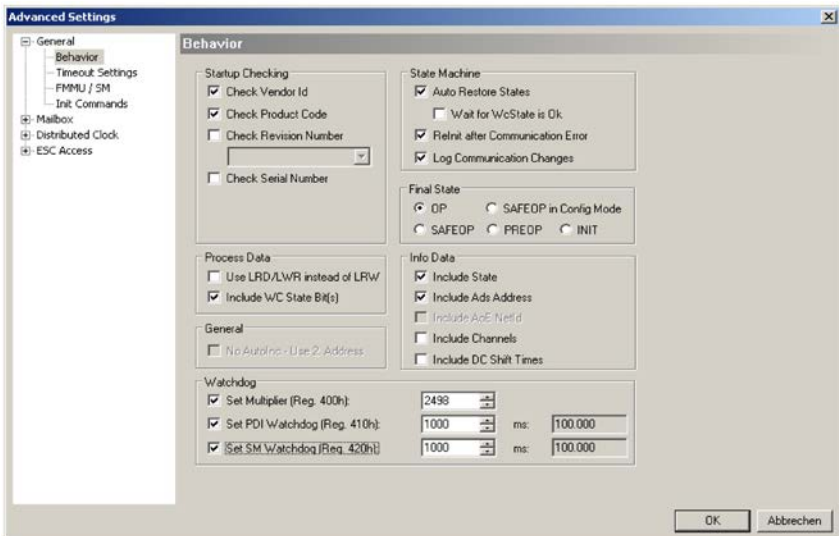 Advanced Settings
General
Behavior
Timeout Settings
FMMU / SM
Init Commands
Mailbox
Distributed Clock
ESC Access
Behavior
Startup Checking
Check Vendor Id
Check Product Code
Check Revision Number
Check Serial Number
State Machine
Auto Restore States
Wait for WcState is Ok
ReInit after Communication Error
Log Communication Changes
Final State
OP SAFEOP in Config Mode
SAFEOP PREOP INIT
Process Data
Use LRD/LWR instead of LRW
Include WC State Bit(s)
General
No AutoInc - Use 2. Address
Info Data
Include State
Include Ads Address
Include AoE NetId
Include Channels
Include DC Shift Times
Watchdog
Set Multiplier (Reg. 400h): 2498
Set PDI Watchdog (Reg. 410h): 1000 ms: 100.000
Set SM Watchdog (Reg. 420h): 1000 ms: 100.000
OK Abbrechen